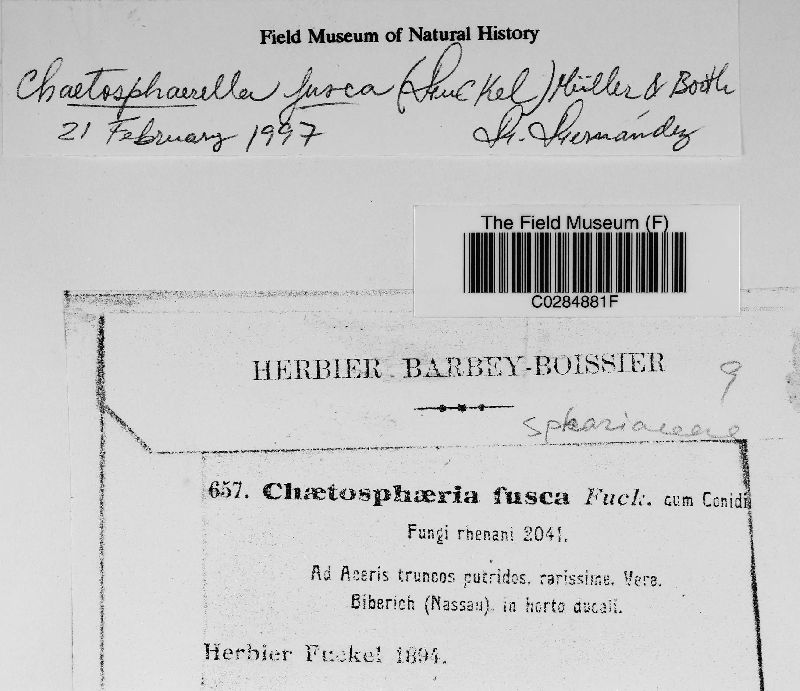 Field Museum of Natural History
Chaetosphaerella fusca (Fuckel) Müller & Booth
21 February 1997 Fr. Hernández
The Field Museum (F)
C0284881F
HERBIER BARBEY-BOISSIER
9
Sphaeriaceae
657. Chætosphæria fusca Fuck. cum Conidi
Fungi rhenani 2041.
Ad Aceris truncos putridos, rarissime. Vere.
Biberich (Nassau), in horto ducali.
Herbier Fuckel 1894.